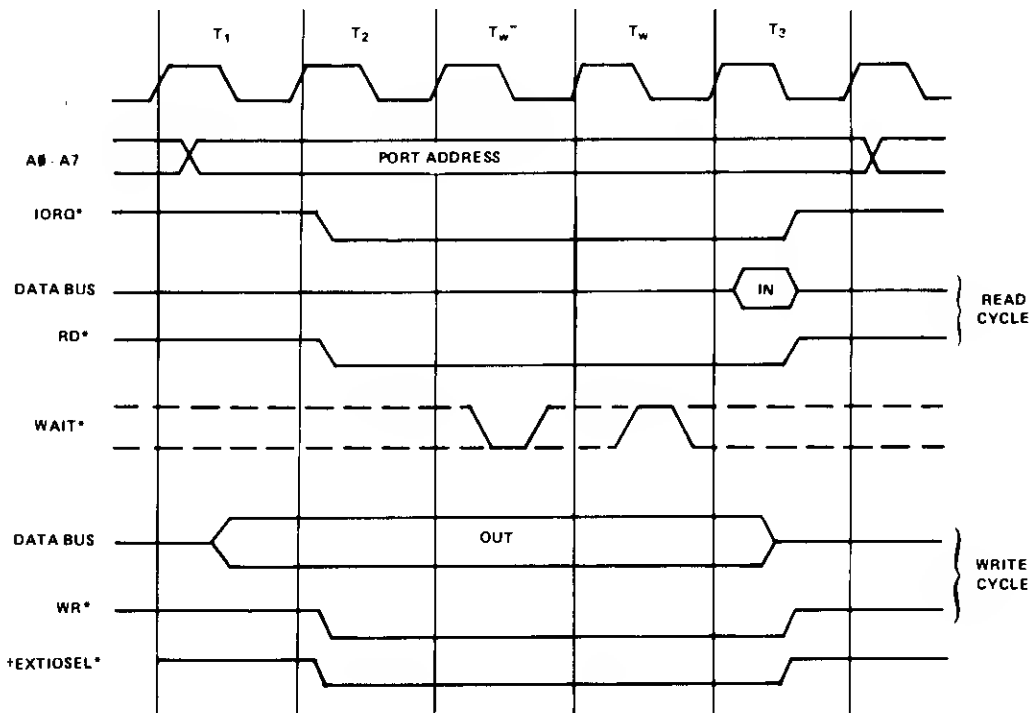 T₁ T₂ Tw* Tw T₃
AØ - A7
PORT ADDRESS
IORQ*
DATA BUS
IN
READ
CYCLE
RD*
WAIT*
DATA BUS
OUT
WRITE
CYCLE
WR*
†EXTIOSEL*